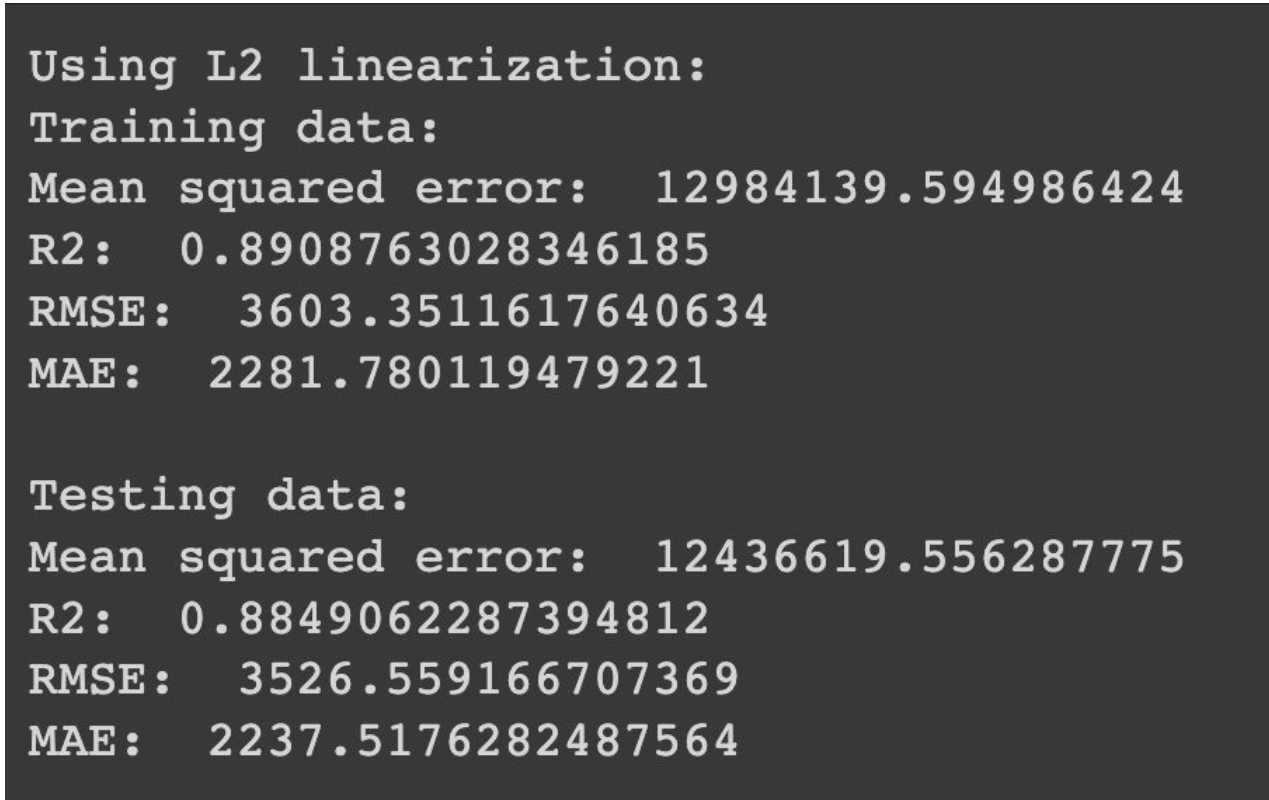 Using L2 linearization:
Training data:
Mean squared error:  12984139.594986424
R2:  0.8908763028346185
RMSE:  3603.3511617640634
MAE:  2281.780119479221

Testing data:
Mean squared error:  12436619.556287775
R2:  0.8849062287394812
RMSE:  3526.559166707369
MAE:  2237.5176282487564